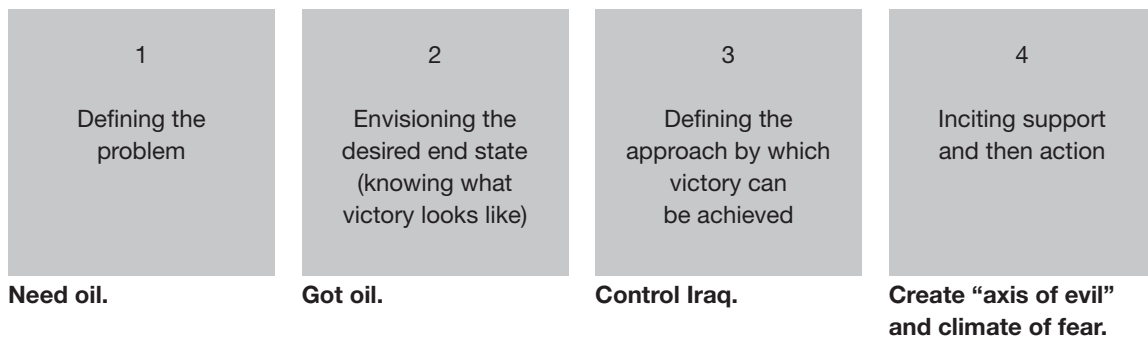 1
Defining the
problem
Need oil.
2
Envisioning the
desired end state
(knowing what
victory looks like)
Got oil.
3
Defining the
approach by which
victory can
be achieved
Control Iraq.
4
Inciting support
and then action
Create “axis of evil”
and climate of fear.